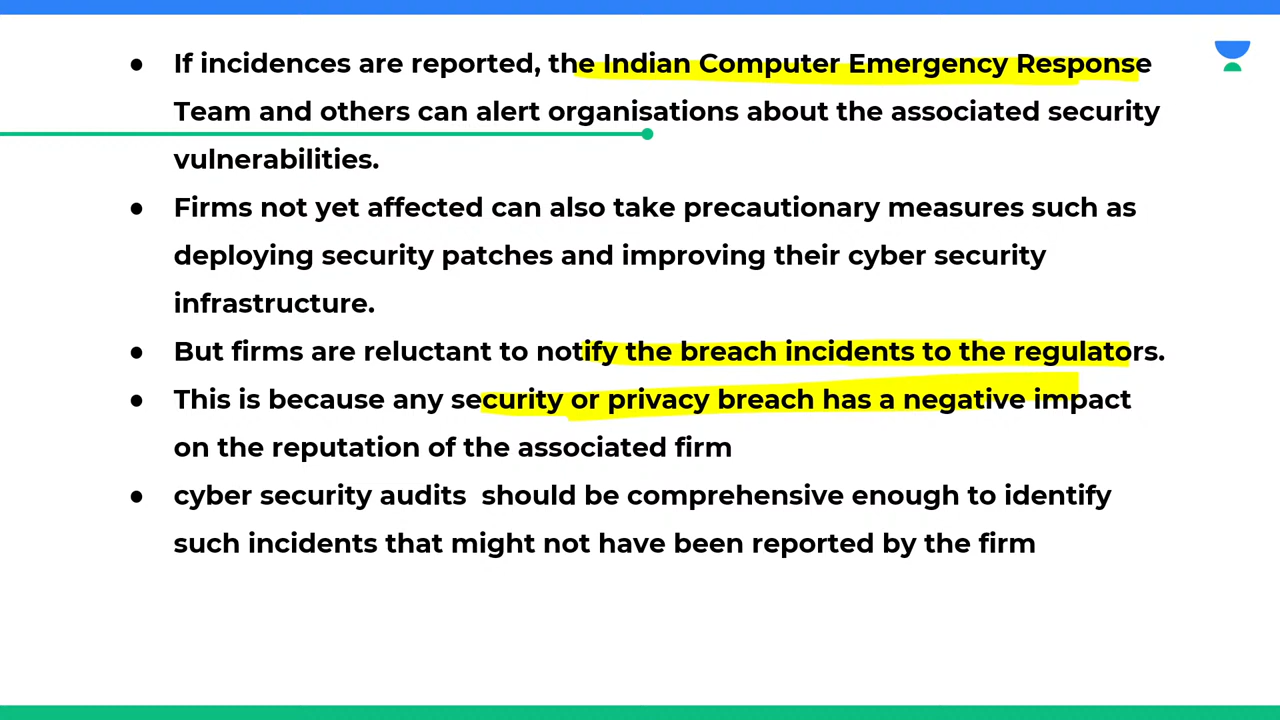 ● If incidences are reported, the Indian Computer Emergency Response
Team and others can alert organisations about the associated security
vulnerabilities.
● Firms not yet affected can also take precautionary measures such as
deploying security patches and improving their cyber security
infrastructure.
● But firms are reluctant to notify the breach incidents to the regulators.
● This is because any security or privacy breach has a negative impact
on the reputation of the associated firm
● cyber security audits  should be comprehensive enough to identify
such incidents that might not have been reported by the firm